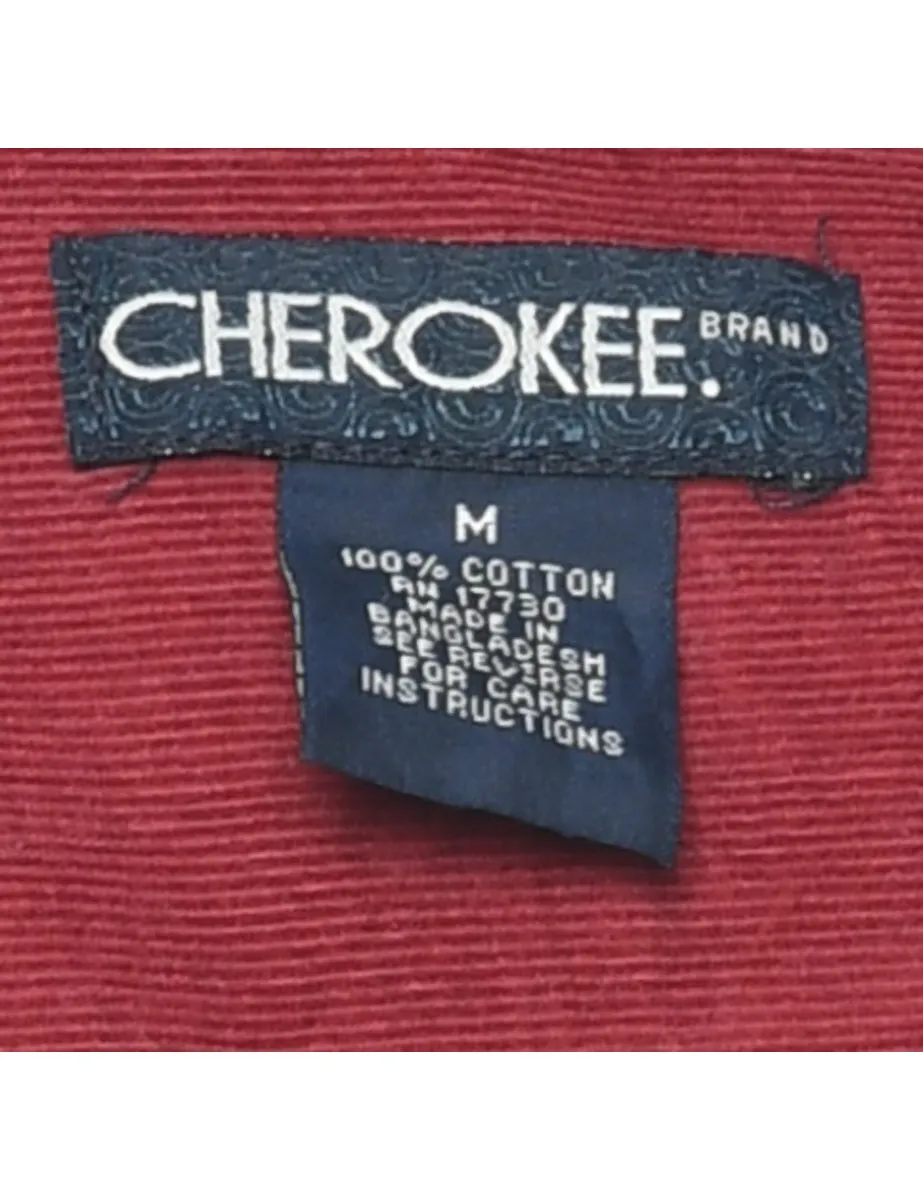 CHEROKEE. BRAND
M
100% COTTON
RN 17730
MADE IN
BANGLADESH
SEE REVERSE
FOR CARE
INSTRUCTIONS